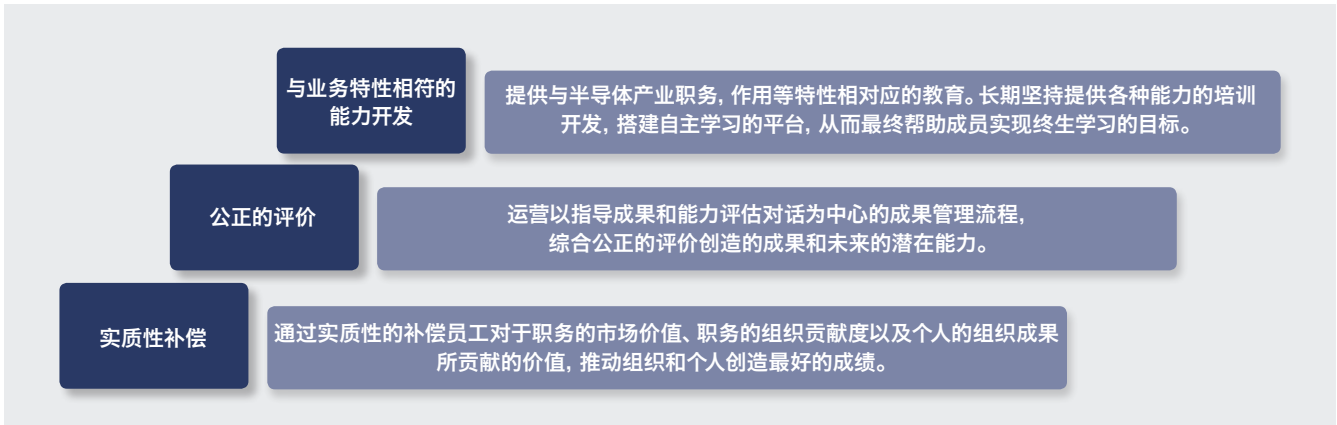 与业务特性相符的
能力开发
提供与半导体产业职务, 作用等特性相对应的教育。长期坚持提供各种能力的培训
开发, 搭建自主学习的平台, 从而最终帮助成员实现终生学习的目标。
公正的评价
运营以指导成果和能力评估对话为中心的成果管理流程,
综合公正的评价创造的成果和未来的潜在能力。
实质性补偿
通过实质性的补偿员工对于职务的市场价值、职务的组织贡献度以及个人的组织成果
所贡献的价值, 推动组织和个人创造最好的成绩。